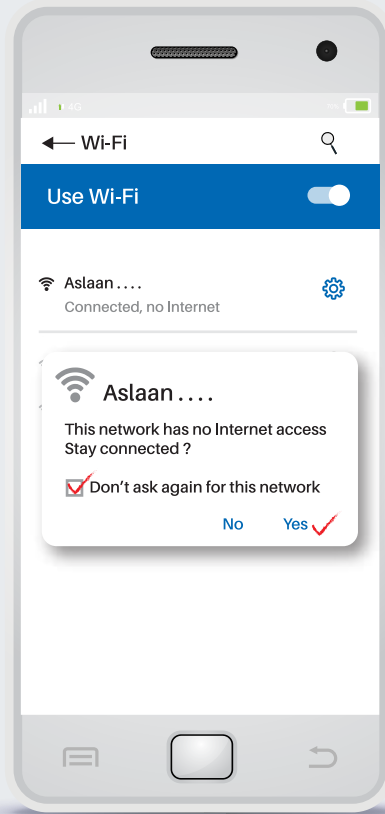 4G
Wi-Fi
Use Wi-Fi
Aslaan....
Connected, no Internet
Aslaan....
This network has no Internet access
Stay connected ?
Don't ask again for this network
No Yes